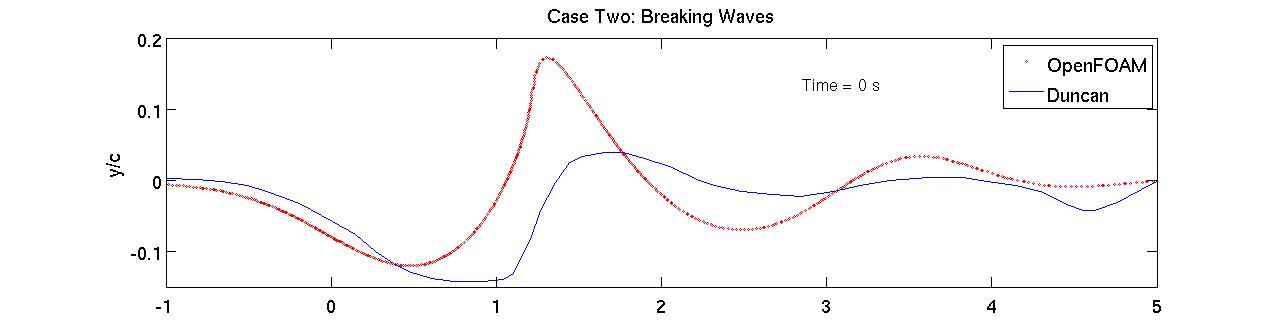 Case Two: Breaking Waves
0.2
0.1
0
-0.1
y/c
Time = 0 s
OpenFOAM
Duncan
-1 0 1 2 3 4 5